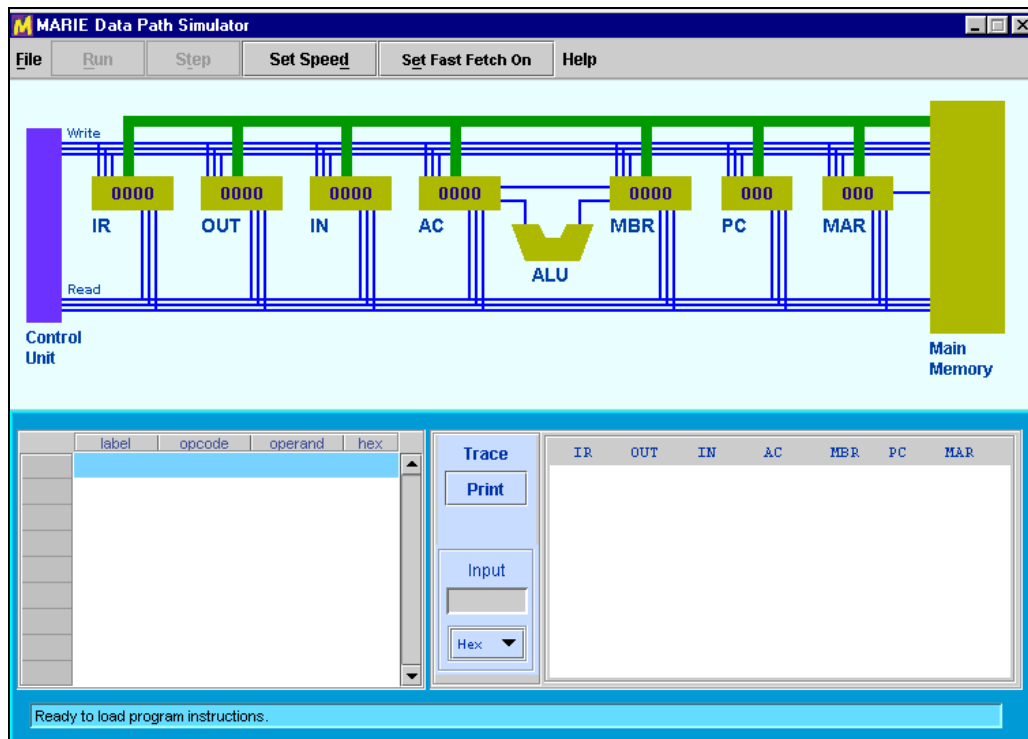 MARIE Data Path Simulator
File Run Step Set Speed Set Fast Fetch On Help
Write
0000 0000 0000 0000 0000 000 000
IR OUT IN AC MBR PC MAR
ALU
Read
Control
Unit
Main
Memory
label opcode operand hex
Trace
Print
Input
Hex
IR OUT IN AC MBR PC MAR
Ready to load program instructions.